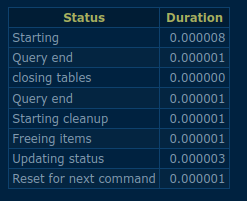 Status Duration
Starting 0.000008
Query end 0.000001
closing tables 0.000000
Query end 0.000001
Starting cleanup 0.000001
Freeing items 0.000001
Updating status 0.000003
Reset for next command 0.000001